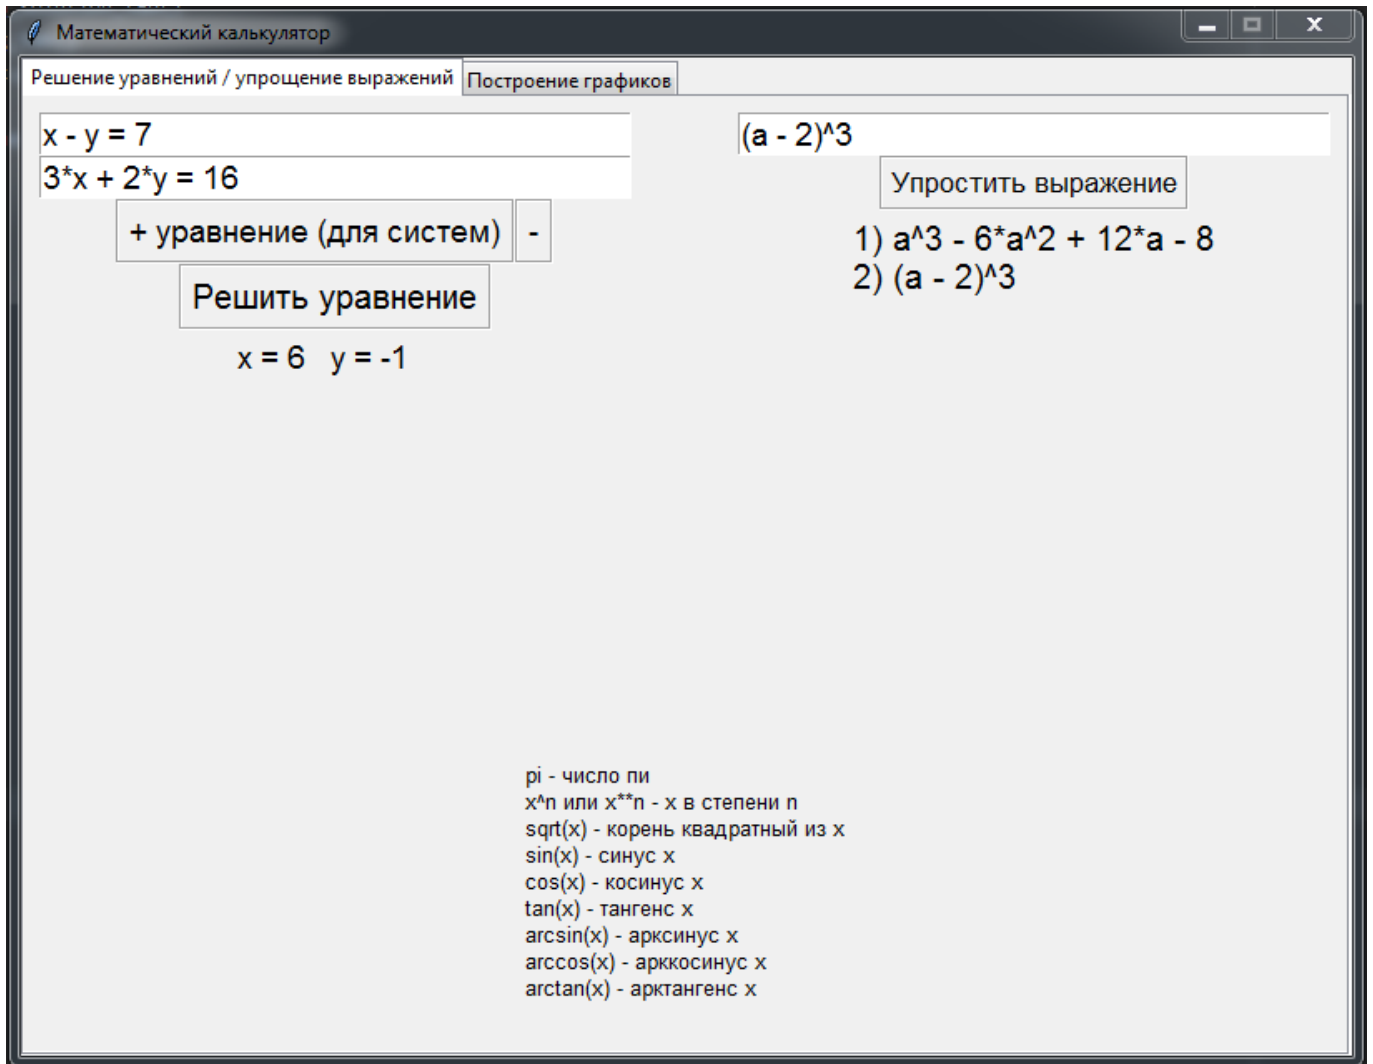 Математический калькулятор
Решение уравнений / упрощение выражений
Построение графиков
x - y = 7
3*x + 2*y = 16
+ уравнение (для систем)
-
Решить уравнение
x = 6 y = -1
(a - 2)^3
Упростить выражение
1) a^3 - 6*a^2 + 12*a - 8
2) (a - 2)^3
pi - число пи
x^n или x**n - x в степени n
sqrt(x) - корень квадратный из x
sin(x) - синус x
cos(x) - косинус x
tan(x) - тангенс x
arcsin(x) - арксинус x
arccos(x) - арккосинус x
arctan(x) - арктангенс x